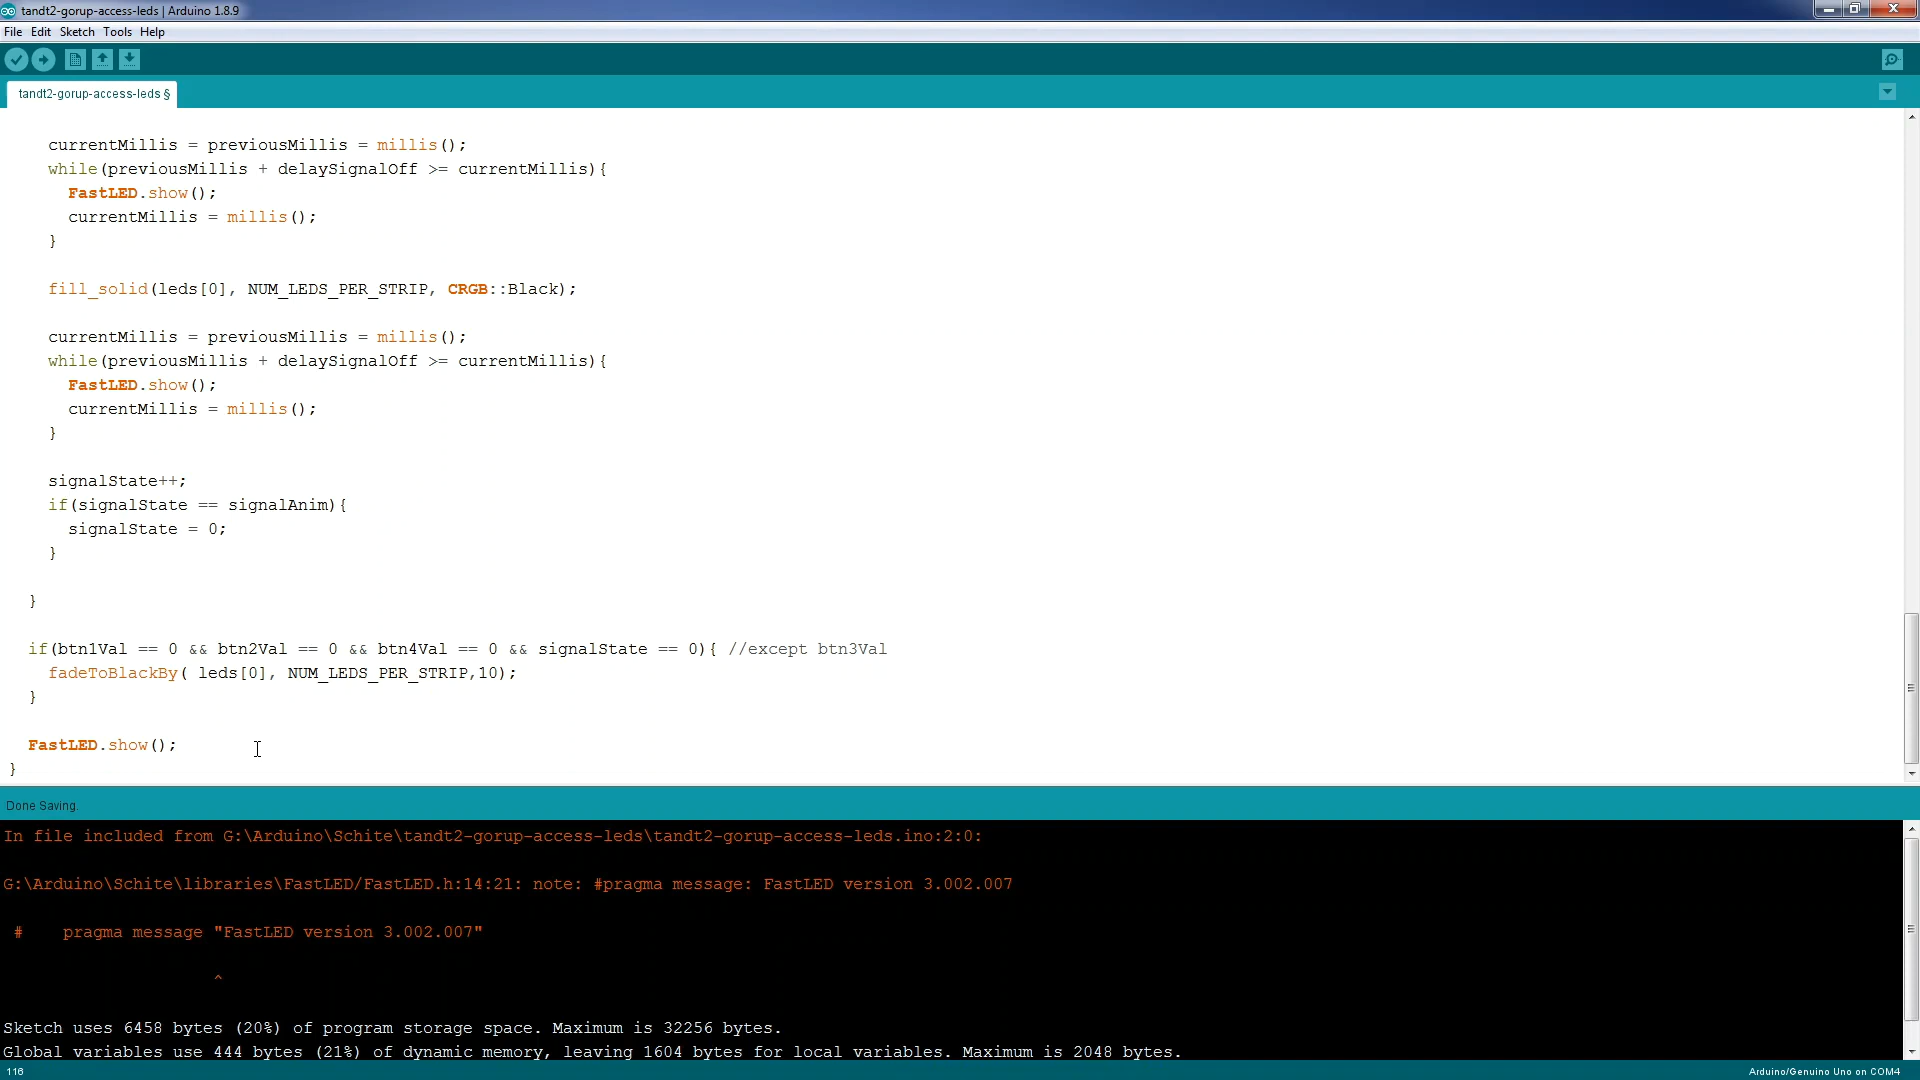 tandt2-gorup-access-leds | Arduino 1.8.9
File Edit Sketch Tools Help
tandt2-gorup-access-leds §
currentMillis = previousMillis = millis();
while(previousMillis + delaySignalOff >= currentMillis){
FastLED.show();
currentMillis = millis();
}
fill_solid(leds[0], NUM_LEDS_PER_STRIP, CRGB::Black);
currentMillis = previousMillis = millis();
while(previousMillis + delaySignalOff >= currentMillis){
FastLED.show();
currentMillis = millis();
}
signalState++;
if(signalState == signalAnim){
signalState = 0;
}
}
if(btn1Val == 0 && btn2Val == 0 && btn4Val == 0 && signalState == 0){ //except btn3Val
fadeToBlackBy( leds[0], NUM_LEDS_PER_STRIP,10);
}
FastLED.show();
}
Done Saving.
In file included from G:\Arduino\Schite\tandt2-gorup-access-leds\tandt2-gorup-access-leds.ino:2:0:
G:\Arduino\Schite\libraries\FastLED/FastLED.h:14:21: note: #pragma message: FastLED version 3.002.007
#    pragma message "FastLED version 3.002.007"
^
Sketch uses 6458 bytes (20%) of program storage space. Maximum is 32256 bytes.
Global variables use 444 bytes (21%) of dynamic memory, leaving 1604 bytes for local variables. Maximum is 2048 bytes.
116 Arduino/Genuino Uno on COM4